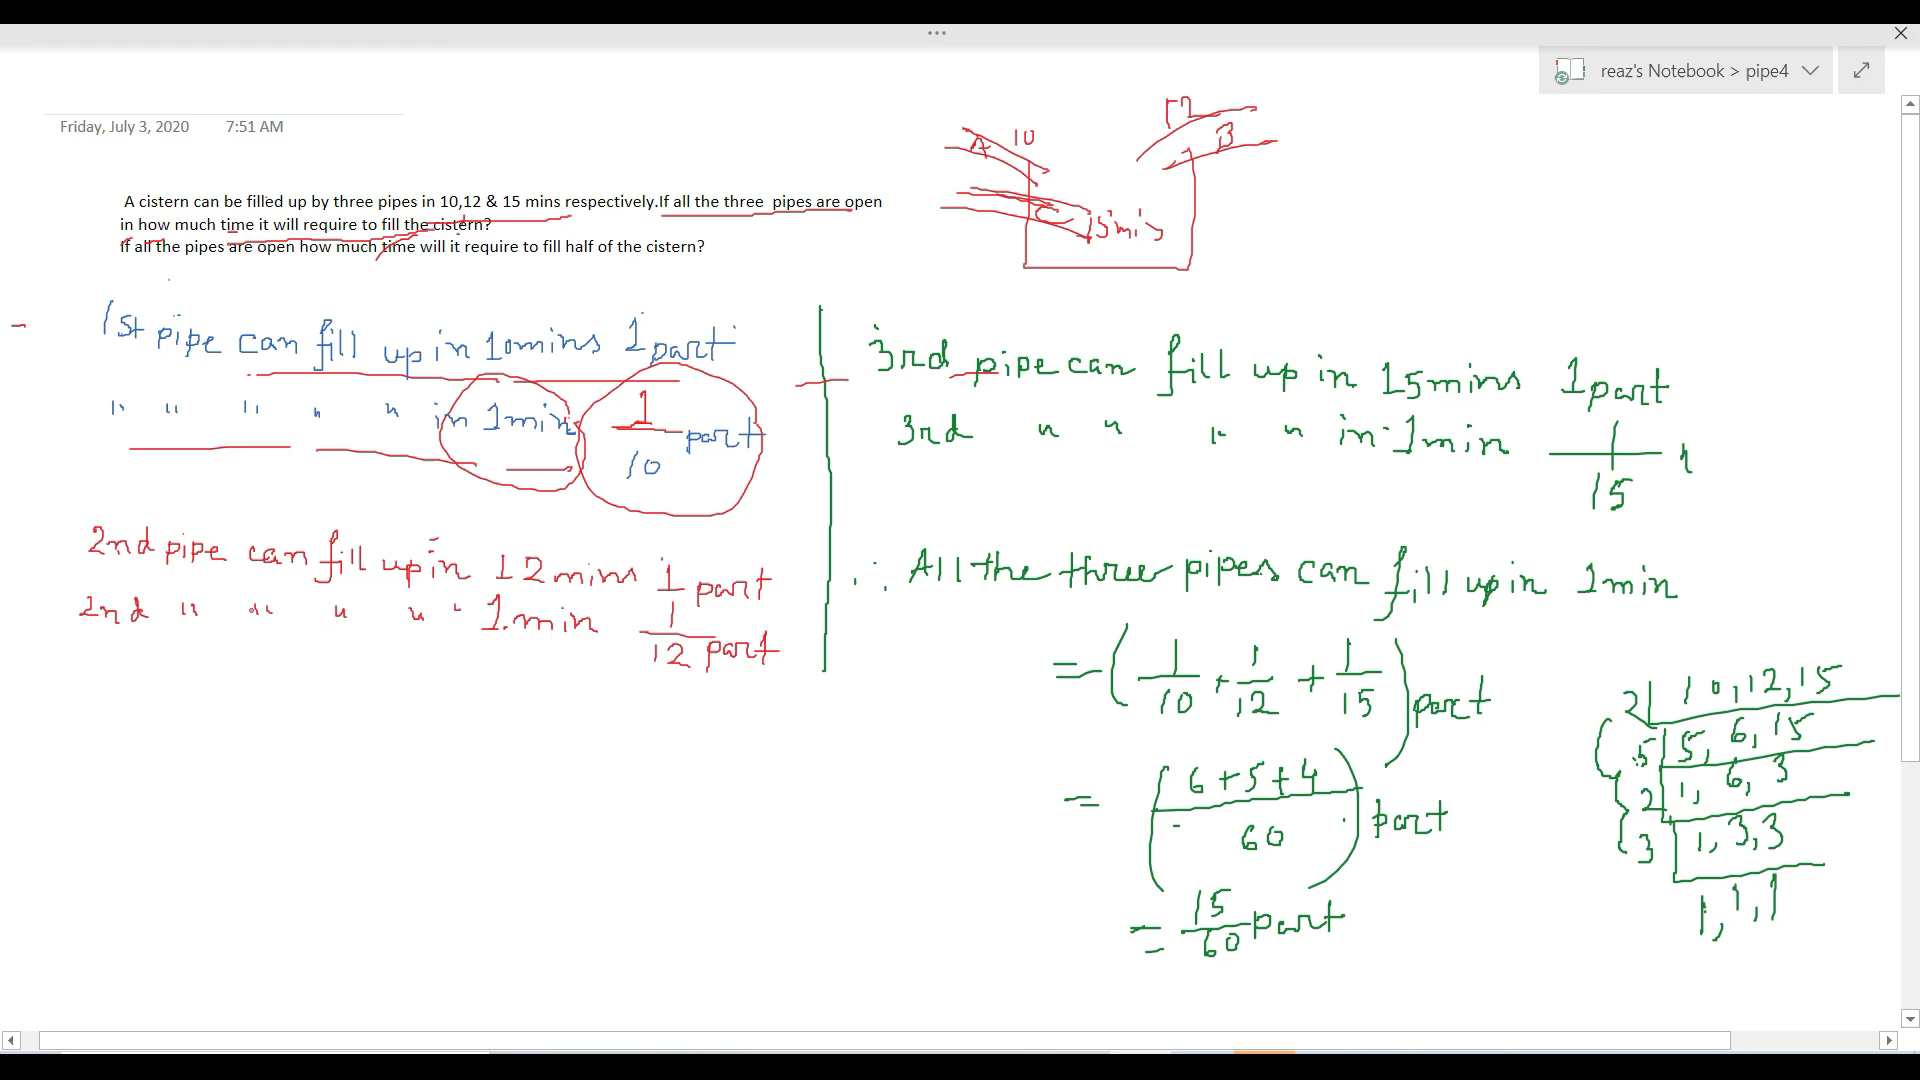 reaz's Notebook > pipe4
Friday, July 3, 2020 7:51 AM
A cistern can be filled up by three pipes in 10,12 & 15 mins respectively.If all the three pipes are open
in how much time it will require to fill the cistern?
If all the pipes are open how much time will it require to fill half of the cistern?
A 10
12 B
C 15 mins
1st pipe can fill up in 10mins 1 part
" " " " " in 1 min 1/10 part
2nd pipe can fill up in 12 mins 1 part
2nd " " " " " 1 min 1/12 part
3rd pipe can fill up in 15mins 1 part
3rd " " " " in 1 min 1/15 "
∴ All the three pipes can fill up in 1 min
= (1/10 + 1/12 + 1/15) part
= (6+5+4/60) part
= 15/60 part
2 | 10, 12, 15
5 | 5, 6, 15
2 | 1, 6, 3
3 | 1, 3, 3
1, 1, 1